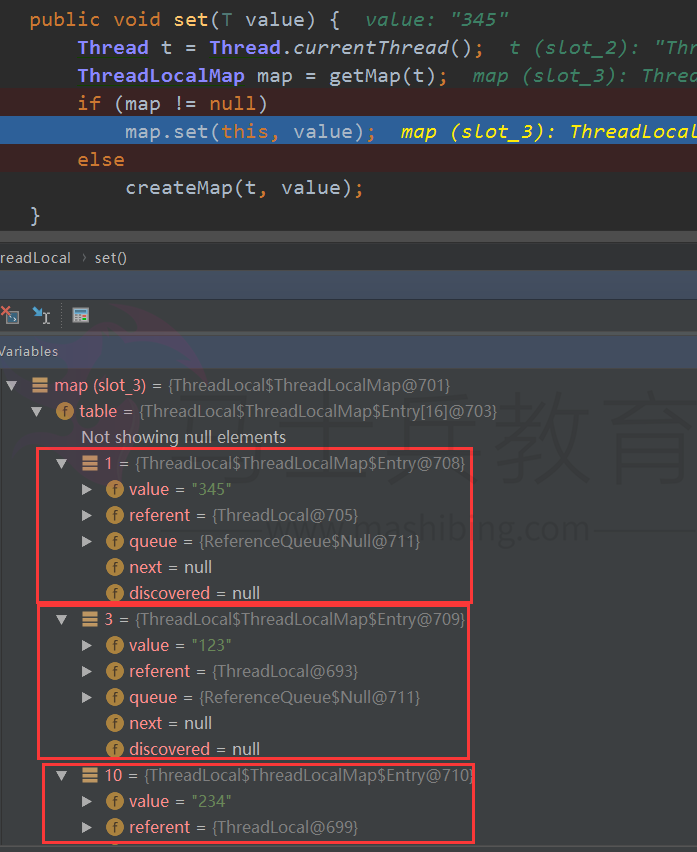 public void set(T value) {  value: "345"
Thread t = Thread.currentThread();  t (slot_2): "Thr
ThreadLocalMap map = getMap(t);  map (slot_3): Threa
if (map != null)
map.set(this, value);  map (slot_3): ThreadLocal
else
createMap(t, value);
}
readLocal › set()
Variables
map (slot_3) = {ThreadLocal$ThreadLocalMap@701}
f table = {ThreadLocal$ThreadLocalMap$Entry[16]@703}
Not showing null elements
1 = {ThreadLocal$ThreadLocalMap$Entry@708}
f value = "345"
f referent = {ThreadLocal@705}
f queue = {ReferenceQueue$Null@711}
f next = null
f discovered = null
3 = {ThreadLocal$ThreadLocalMap$Entry@709}
f value = "123"
f referent = {ThreadLocal@693}
f queue = {ReferenceQueue$Null@711}
f next = null
f discovered = null
10 = {ThreadLocal$ThreadLocalMap$Entry@710}
f value = "234"
f referent = {ThreadLocal@699}
马士兵教育
www.mashibing.com